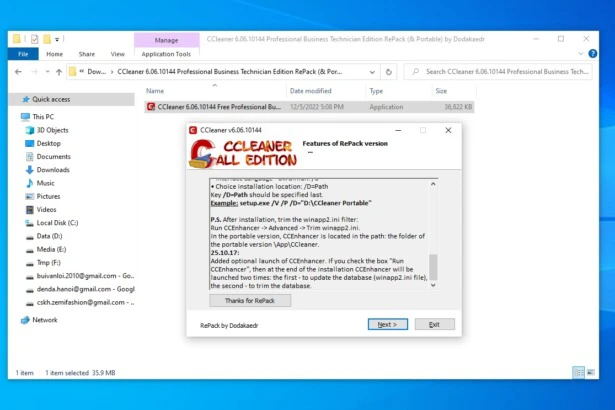 Manage
CCleaner 6.06.10144 Professional Business Technician Edition RePack (& Portable) by Dodakaedr
File Home Share View Application Tools
« Dow... › CCleaner 6.06.10144 Professional Business Technician Edition RePack (& Por...
Search CCleaner 6.06.10144 Professional Business Tech...
Name Date modified Type Size
CCleaner 6.06.10144 Free Professional Bu... 12/5/2022 5:08 PM Application 36,822 KB
Quick access
This PC
3D Objects
Desktop
Documents
Downloads
Music
Pictures
Videos
Local Disk (C:)
Data (D:)
Media (E:)
Tmp (F:)
buivanloi.2010@gmail.com - Go..
denda.hanoi@gmail.com - Googl
cskh.zemifashion@gmail.com - ..
Network
CCleaner v6.06.10144
CCLEANER
ALL EDITION
Features of RePack version
...
• Choice installation location: /D=Path
Key /D=Path should be specified last.
Example: setup.exe /V /P /D="D:\CCleaner Portable"
P.S. After installation, trim the winapp2.ini filter:
Run CCEnhancer -> Advanced -> Trim winapp2.ini.
In the portable version, CCEnhancer is located in the path: the folder of
the portable version \App\CCleaner.
25.10.17:
Added optional launch of CCEnhancer. If you check the box "Run
CCEnhancer", then at the end of the installation CCEnhancer will be
launched two times: the first - to update the database (winapp2.ini file),
the second - to trim the database.
Thanks for RePack
RePack by Dodakaedr
Next >
Exit
1 item 1 item selected 35.9 MB